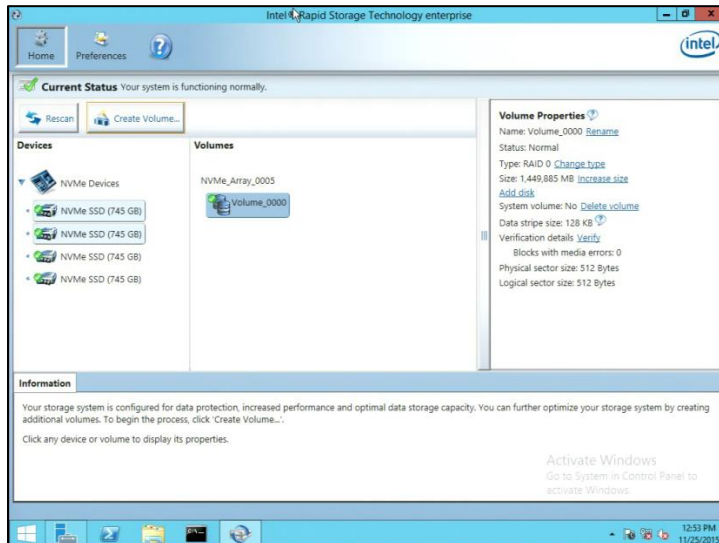 Intel® Rapid Storage Technology enterprise
Home
Preferences
intel
Current Status Your system is functioning normally.
Rescan
Create Volume...
Devices
NVMe Devices
NVMe SSD (745 GB)
NVMe SSD (745 GB)
NVMe SSD (745 GB)
NVMe SSD (745 GB)
Volumes
NVMe_Array_0005
Volume_0000
Volume Properties
Name: Volume_0000 Rename
Status: Normal
Type: RAID 0 Change type
Size: 1,449,885 MB Increase size
Add disk
System volume: No Delete volume
Data stripe size: 128 KB
Verification details Verify
Blocks with media errors: 0
Physical sector size: 512 Bytes
Logical sector size: 512 Bytes
Information
Your storage system is configured for data protection, increased performance and optimal data storage capacity. You can further optimize your storage system by creating
additional volumes. To begin the process, click 'Create Volume...'.
Click any device or volume to display its properties.
Activate Windows
Go to System in Control Panel to
activate Windows.
12:53 PM
11/25/2015